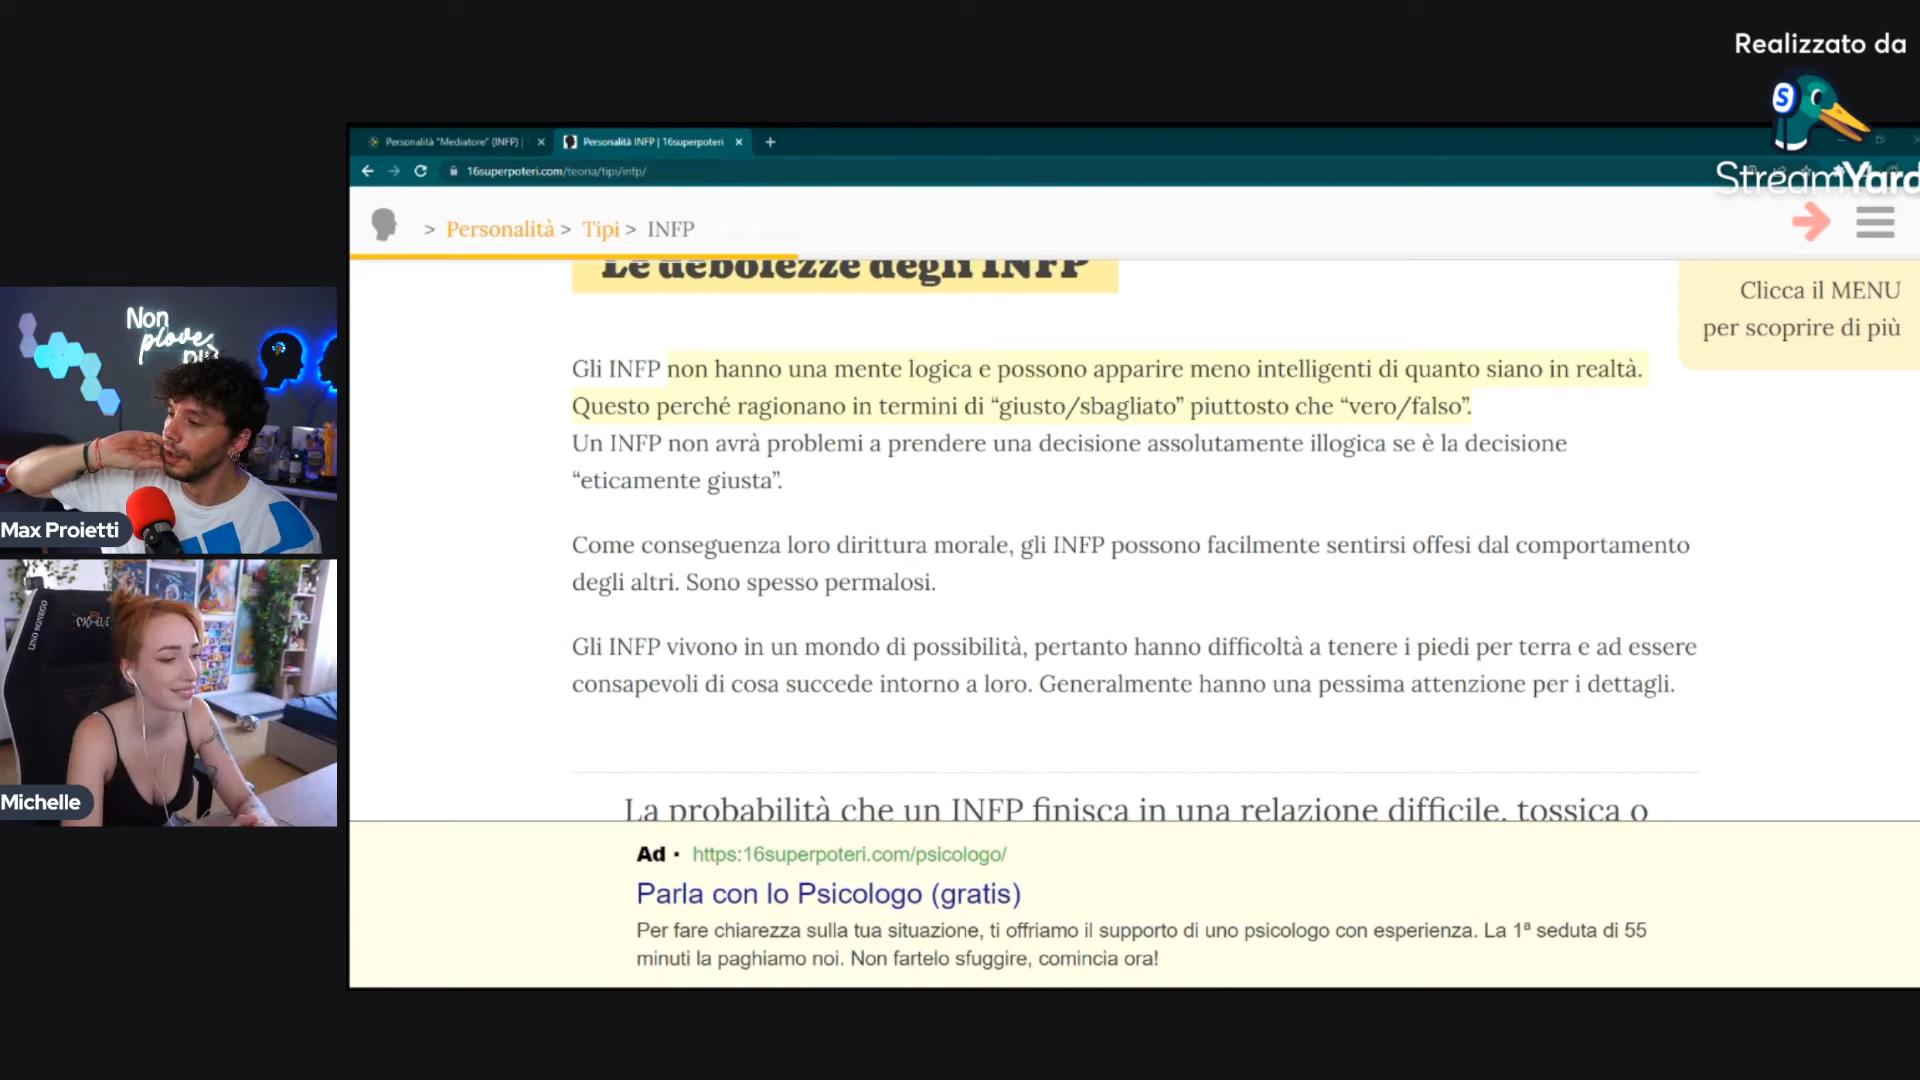 Realizzato da
StreamYard
Personalità "Mediatore" (INFP) |
Personalità INFP | 16superpoteri
16superpoteri.com/teoria/tipi/infp/
> Personalità > Tipi > INFP
Le debolezze degli INFP
Clicca il MENU
per scoprire di più
Gli INFP non hanno una mente logica e possono apparire meno intelligenti di quanto siano in realtà.
Questo perché ragionano in termini di “giusto/sbagliato” piuttosto che “vero/falso”.
Un INFP non avrà problemi a prendere una decisione assolutamente illogica se è la decisione
“eticamente giusta”.
Come conseguenza loro dirittura morale, gli INFP possono facilmente sentirsi offesi dal comportamento
degli altri. Sono spesso permalosi.
Gli INFP vivono in un mondo di possibilità, pertanto hanno difficoltà a tenere i piedi per terra e ad essere
consapevoli di cosa succede intorno a loro. Generalmente hanno una pessima attenzione per i dettagli.
La probabilità che un INFP finisca in una relazione difficile, tossica o
Ad · https:16superpoteri.com/psicologo/
Parla con lo Psicologo (gratis)
Per fare chiarezza sulla tua situazione, ti offriamo il supporto di uno psicologo con esperienza. La 1ª seduta di 55
minuti la paghiamo noi. Non fartelo sfuggire, comincia ora!
Non
piove
più
Max Proietti
LINO SONEGO
Michelle